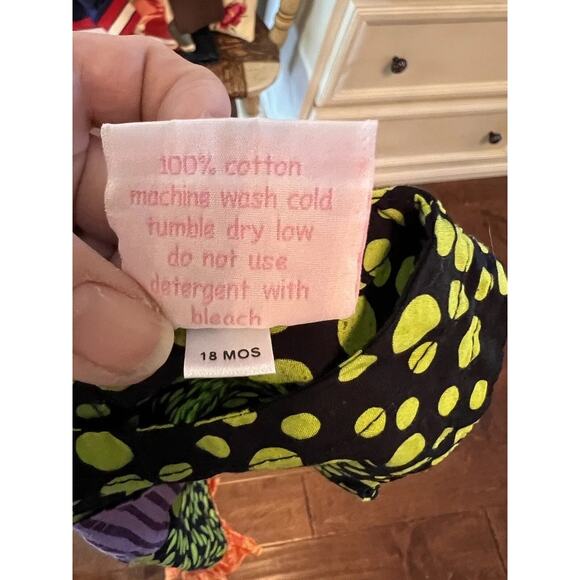 100% cotton
machine wash cold
tumble dry low
do not use
detergent with
bleach
18 MOS